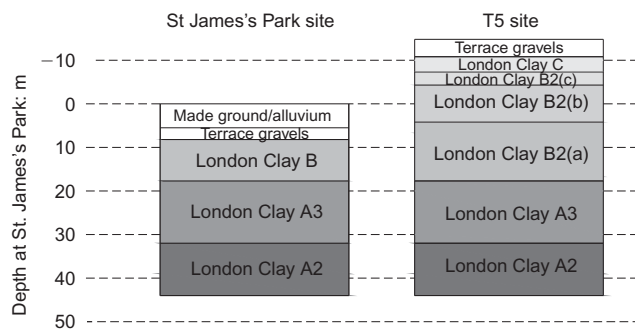 St James's Park site
T5 site
Depth at St. James's Park: m
–10
0
10
20
30
40
50
Made ground/alluvium
Terrace gravels
London Clay B
London Clay A3
London Clay A2
Terrace gravels
London Clay C
London Clay B2(c)
London Clay B2(b)
London Clay B2(a)
London Clay A3
London Clay A2